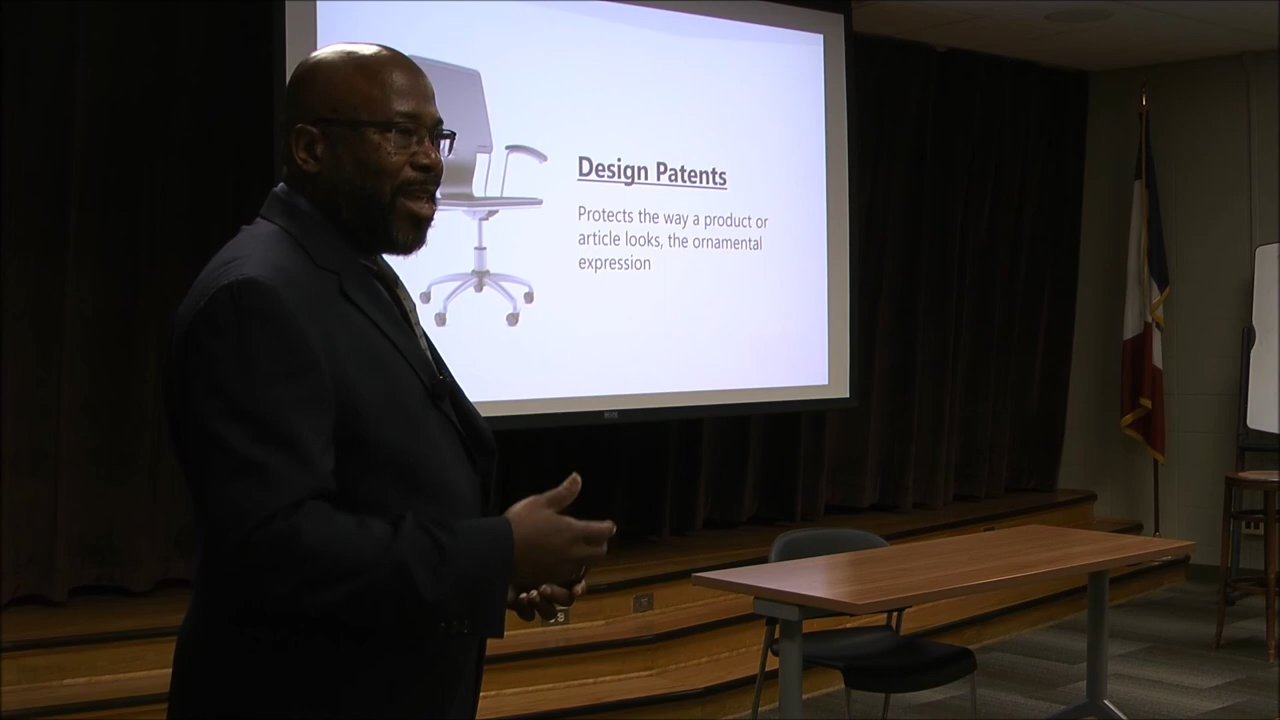 Design Patents
Protects the way a product or
article looks, the ornamental
expression